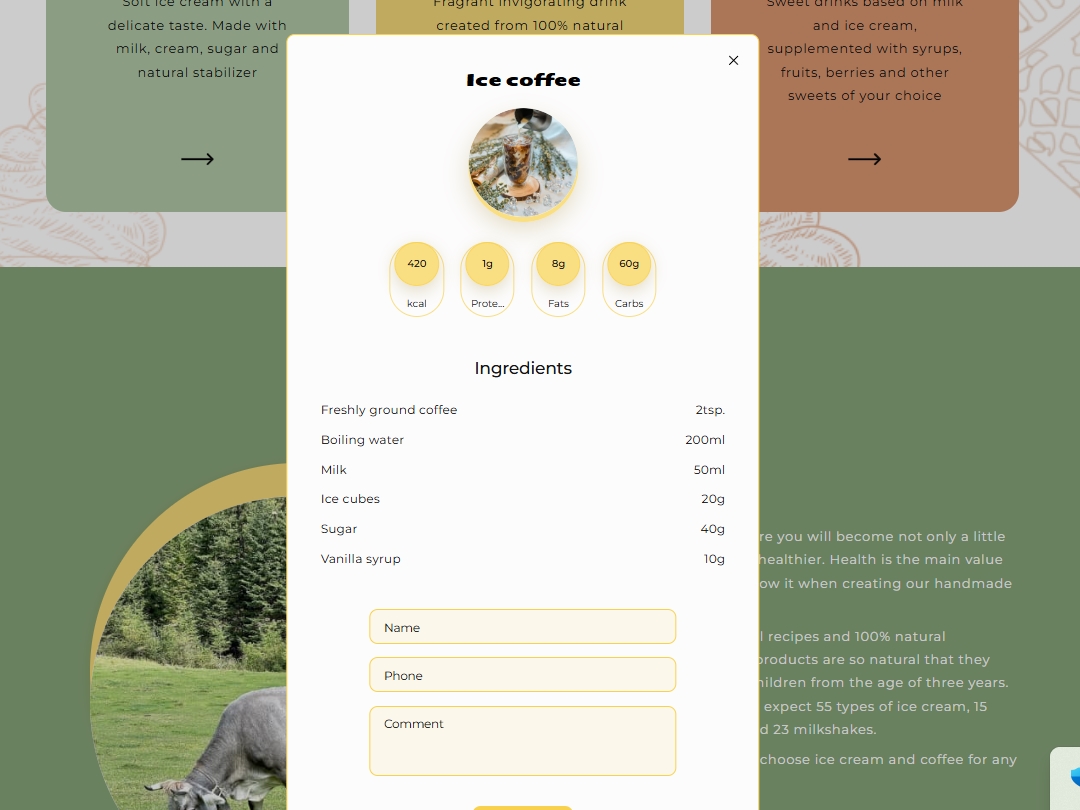 Soft ice cream with a
delicate taste. Made with
milk, cream, sugar and
natural stabilizer
Fragrant invigorating drink
created from 100% natural
Sweet drinks based on milk
and ice cream,
supplemented with syrups,
fruits, berries and other
sweets of your choice
Ice coffee
420
kcal
1g
Prote...
8g
Fats
60g
Carbs
Ingredients
Freshly ground coffee 2tsp.
Boiling water 200ml
Milk 50ml
Ice cubes 20g
Sugar 40g
Vanilla syrup 10g
Name
Phone
Comment
you will become not only a little
healthier. Health is the main value
it when creating our handmade
recipes and 100% natural
products are so natural that they
from the age of three years.
expect 55 types of ice cream, 15
23 milkshakes.
choose ice cream and coffee for any